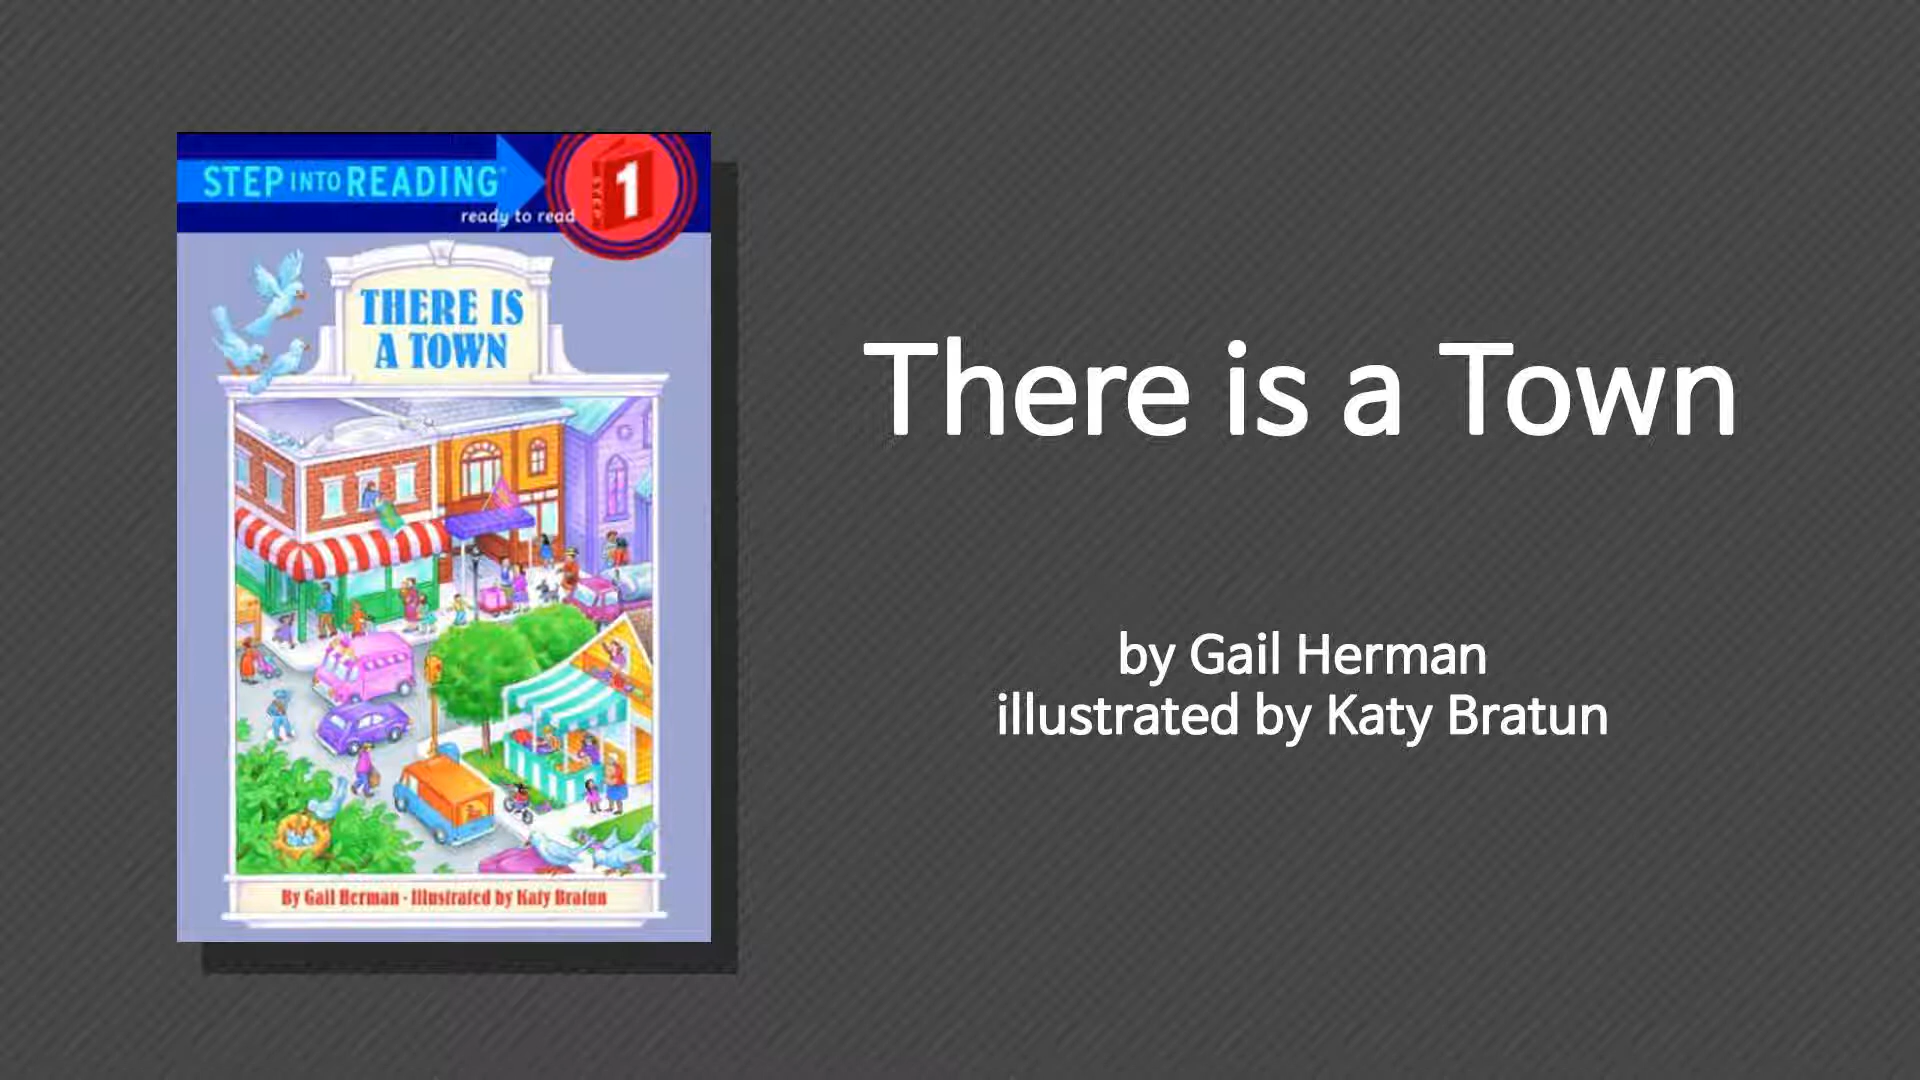 STEP INTO READING
ready to read
STEP
1
THERE IS
A TOWN
By Gail Herman - Illustrated by Katy Bratun
There is a Town
by Gail Herman
illustrated by Katy Bratun